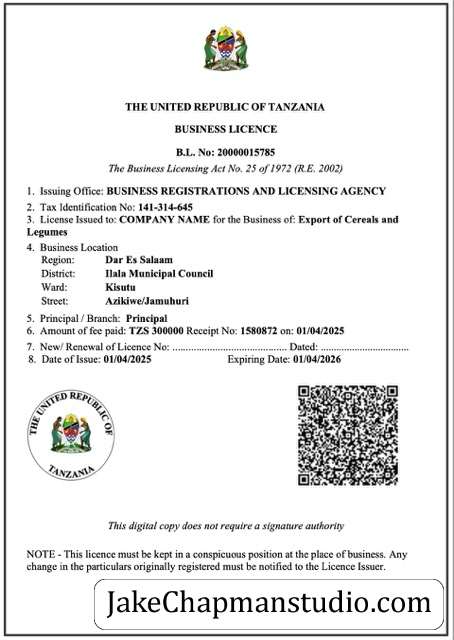 THE UNITED REPUBLIC OF TANZANIA
BUSINESS LICENCE
B.L. No: 20000015785
The Business Licensing Act No. 25 of 1972 (R.E. 2002)
1. Issuing Office: BUSINESS REGISTRATIONS AND LICENSING AGENCY
2. Tax Identification No: 141-314-645
3. License Issued to: COMPANY NAME for the Business of: Export of Cereals and
Legumes
4. Business Location
Region: Dar Es Salaam
District: Ilala Municipal Council
Ward: Kisutu
Street: Azikiwe/Jamuhuri
5. Principal / Branch: Principal
6. Amount of fee paid: TZS 300000 Receipt No: 1580872 on: 01/04/2025
7. New/ Renewal of Licence No: ........................................... Dated: ..................................
8. Date of Issue: 01/04/2025 Expiring Date: 01/04/2026
THE UNITED REPUBLIC OF
TANZANIA
This digital copy does not require a signature authority
NOTE - This licence must be kept in a conspicuous position at the place of business. Any
change in the particulars originally registered must be notified to the Licence Issuer.
JakeChapmanstudio.com